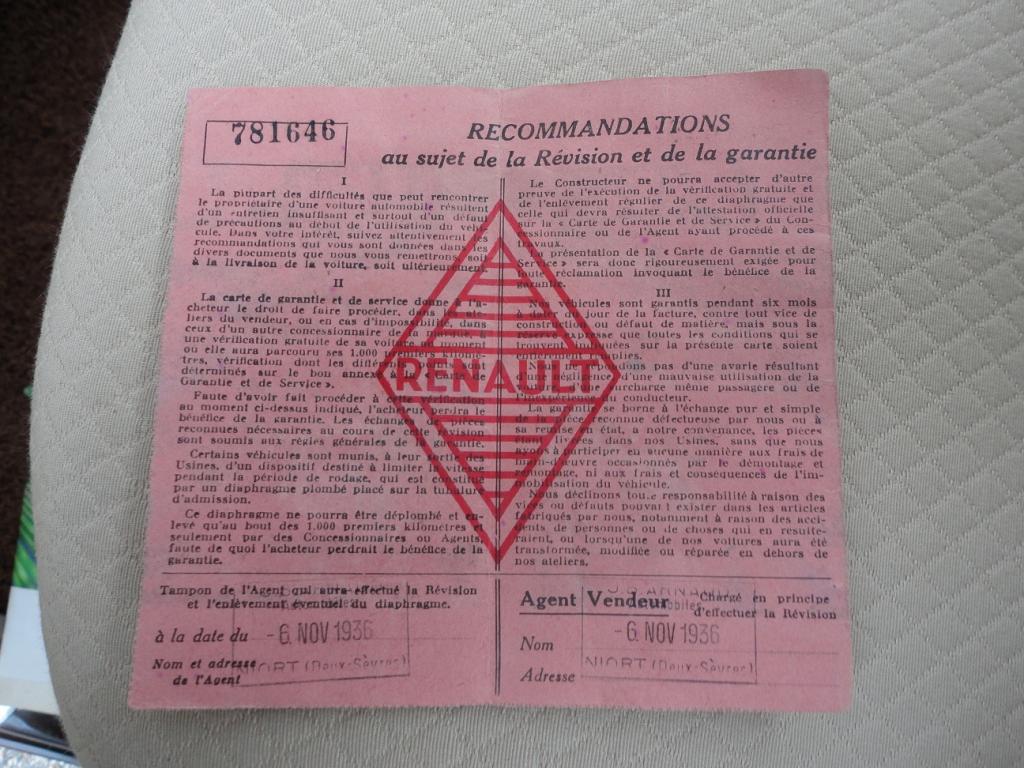 781646
RECOMMANDATIONS
au sujet de la Révision et de la garantie
I
La plupart des difficultés que peut rencontrer
le propriétaire d'une voiture automobile résultent
d'un entretien insuffisant et surtout d'un défaut
de précautions au début de l'utilisation du véhi-
cule. Dans votre intérêt, suivez attentivement les
recommandations qui vous sont données dans les
divers documents que nous vous remettrons, soit
à la livraison de la voiture, soit ultérieurement.
II
La carte de garantie et de service donne à l'a-
cheteur le droit de faire procéder, dans les ate-
liers du vendeur, ou en cas d'impossibilité, dans
ceux d'un autre concessionnaire de la marque, à
une vérification gratuite de sa voiture au moment
ou elle aura parcouru ses 1.000 premiers kilomè-
tres, vérification dont les différents points sont
déterminés sur le bon annexé à la « Carte de
Garantie et de Service ».
Faute d'avoir fait procéder à cette vérification
au moment ci-dessus indiqué, l'acheteur perdra le
bénéfice de la garantie. Les échanges de pièces
reconnues nécessaires au cours de cette révision
sont soumis aux règles générales de la garantie.
Certains véhicules sont munis, à leur sortie des
Usines, d'un dispositif destiné à limiter la vitesse
pendant la période de rodage, qui est constitué
par un diaphragme plombé placé sur la tubulure
d'admission.
Ce diaphragme ne pourra être déplombé et en-
levé qu'au bout des 1.000 premiers kilomètres et
seulement par des Concessionnaires ou Agents,
faute de quoi l'acheteur perdrait le bénéfice de la
garantie.
Le Constructeur ne pourra accepter d'autre
preuve de l'exécution de la vérification gratuite et
de l'enlèvement régulier de ce diaphragme que
celle qui devra résulter de l'attestation officielle
sur la « Carte de Garantie et de Service » du Con-
cessionnaire ou de l'Agent ayant procédé à ces
travaux.
La présentation de la « Carte de Garantie et de
Service » sera donc rigoureusement exigée pour
toute réclamation invoquant le bénéfice de la
garantie.
III
Nos véhicules sont garantis pendant six mois
à dater du jour de la facture, contre tout vice de
construction ou défaut de matière, mais sous la
réserve expresse que toutes les conditions qui se
trouvent indiquées sur la présente carte soient
entièrement remplies.
Nous ne répondons pas d'une avarie résultant
d'une négligence, d'une mauvaise utilisation de la
voiture, d'une surcharge même passagère ou de
l'inexpérience du conducteur.
La garantie se borne à l'échange pur et simple
de la pièce reconnue défectueuse par nous ou à
sa remise en état, à notre convenance, les pièces
étant livrées dans nos Usines, sans que nous
ayons à participer en aucune manière aux frais de
main-d'œuvre occasionnés par le démontage et
remontage, ni aux frais et conséquences de l'im-
mobilisation du véhicule.
Nous déclinons toute responsabilité à raison des
vices ou défauts pouvant exister dans les articles
fabriqués par nous, notamment à raison des acci-
dents de personnes ou de choses qui en résulte-
raient, ou lorsqu'une de nos voitures aura été
transformée, modifiée ou réparée en dehors de
nos ateliers.
RENAULT
Tampon de l'Agent qui aura effectué la Révision
et l'enlèvement éventuel du diaphragme.
à la date du
-6 NOV 1936
Nom et adresse
de l'Agent
NIORT (Deux-Sèvres)
Agent Vendeur
Chargé en principe
d'effectuer la Révision
Nom
-6 NOV 1936
Adresse
NIORT (Deux-Sèvres)